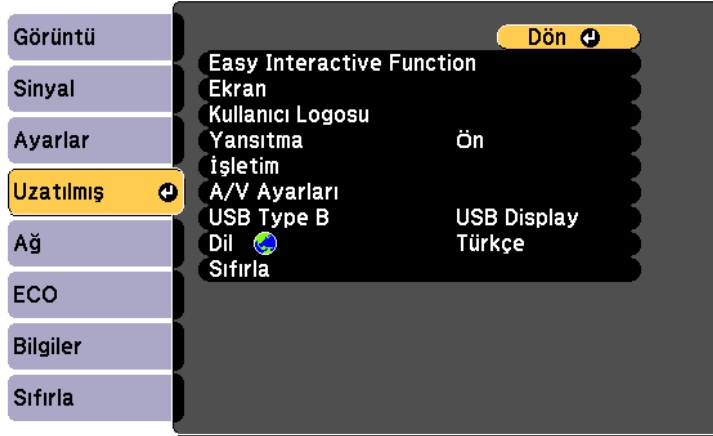 Görüntü
Sinyal
Ayarlar
Uzatılmış
Ağ
ECO
Bilgiler
Sıfırla
Dön
Easy Interactive Function
Ekran
Kullanıcı Logosu
Yansıtma Ön
İşletim
A/V Ayarları
USB Type B USB Display
Dil Türkçe
Sıfırla